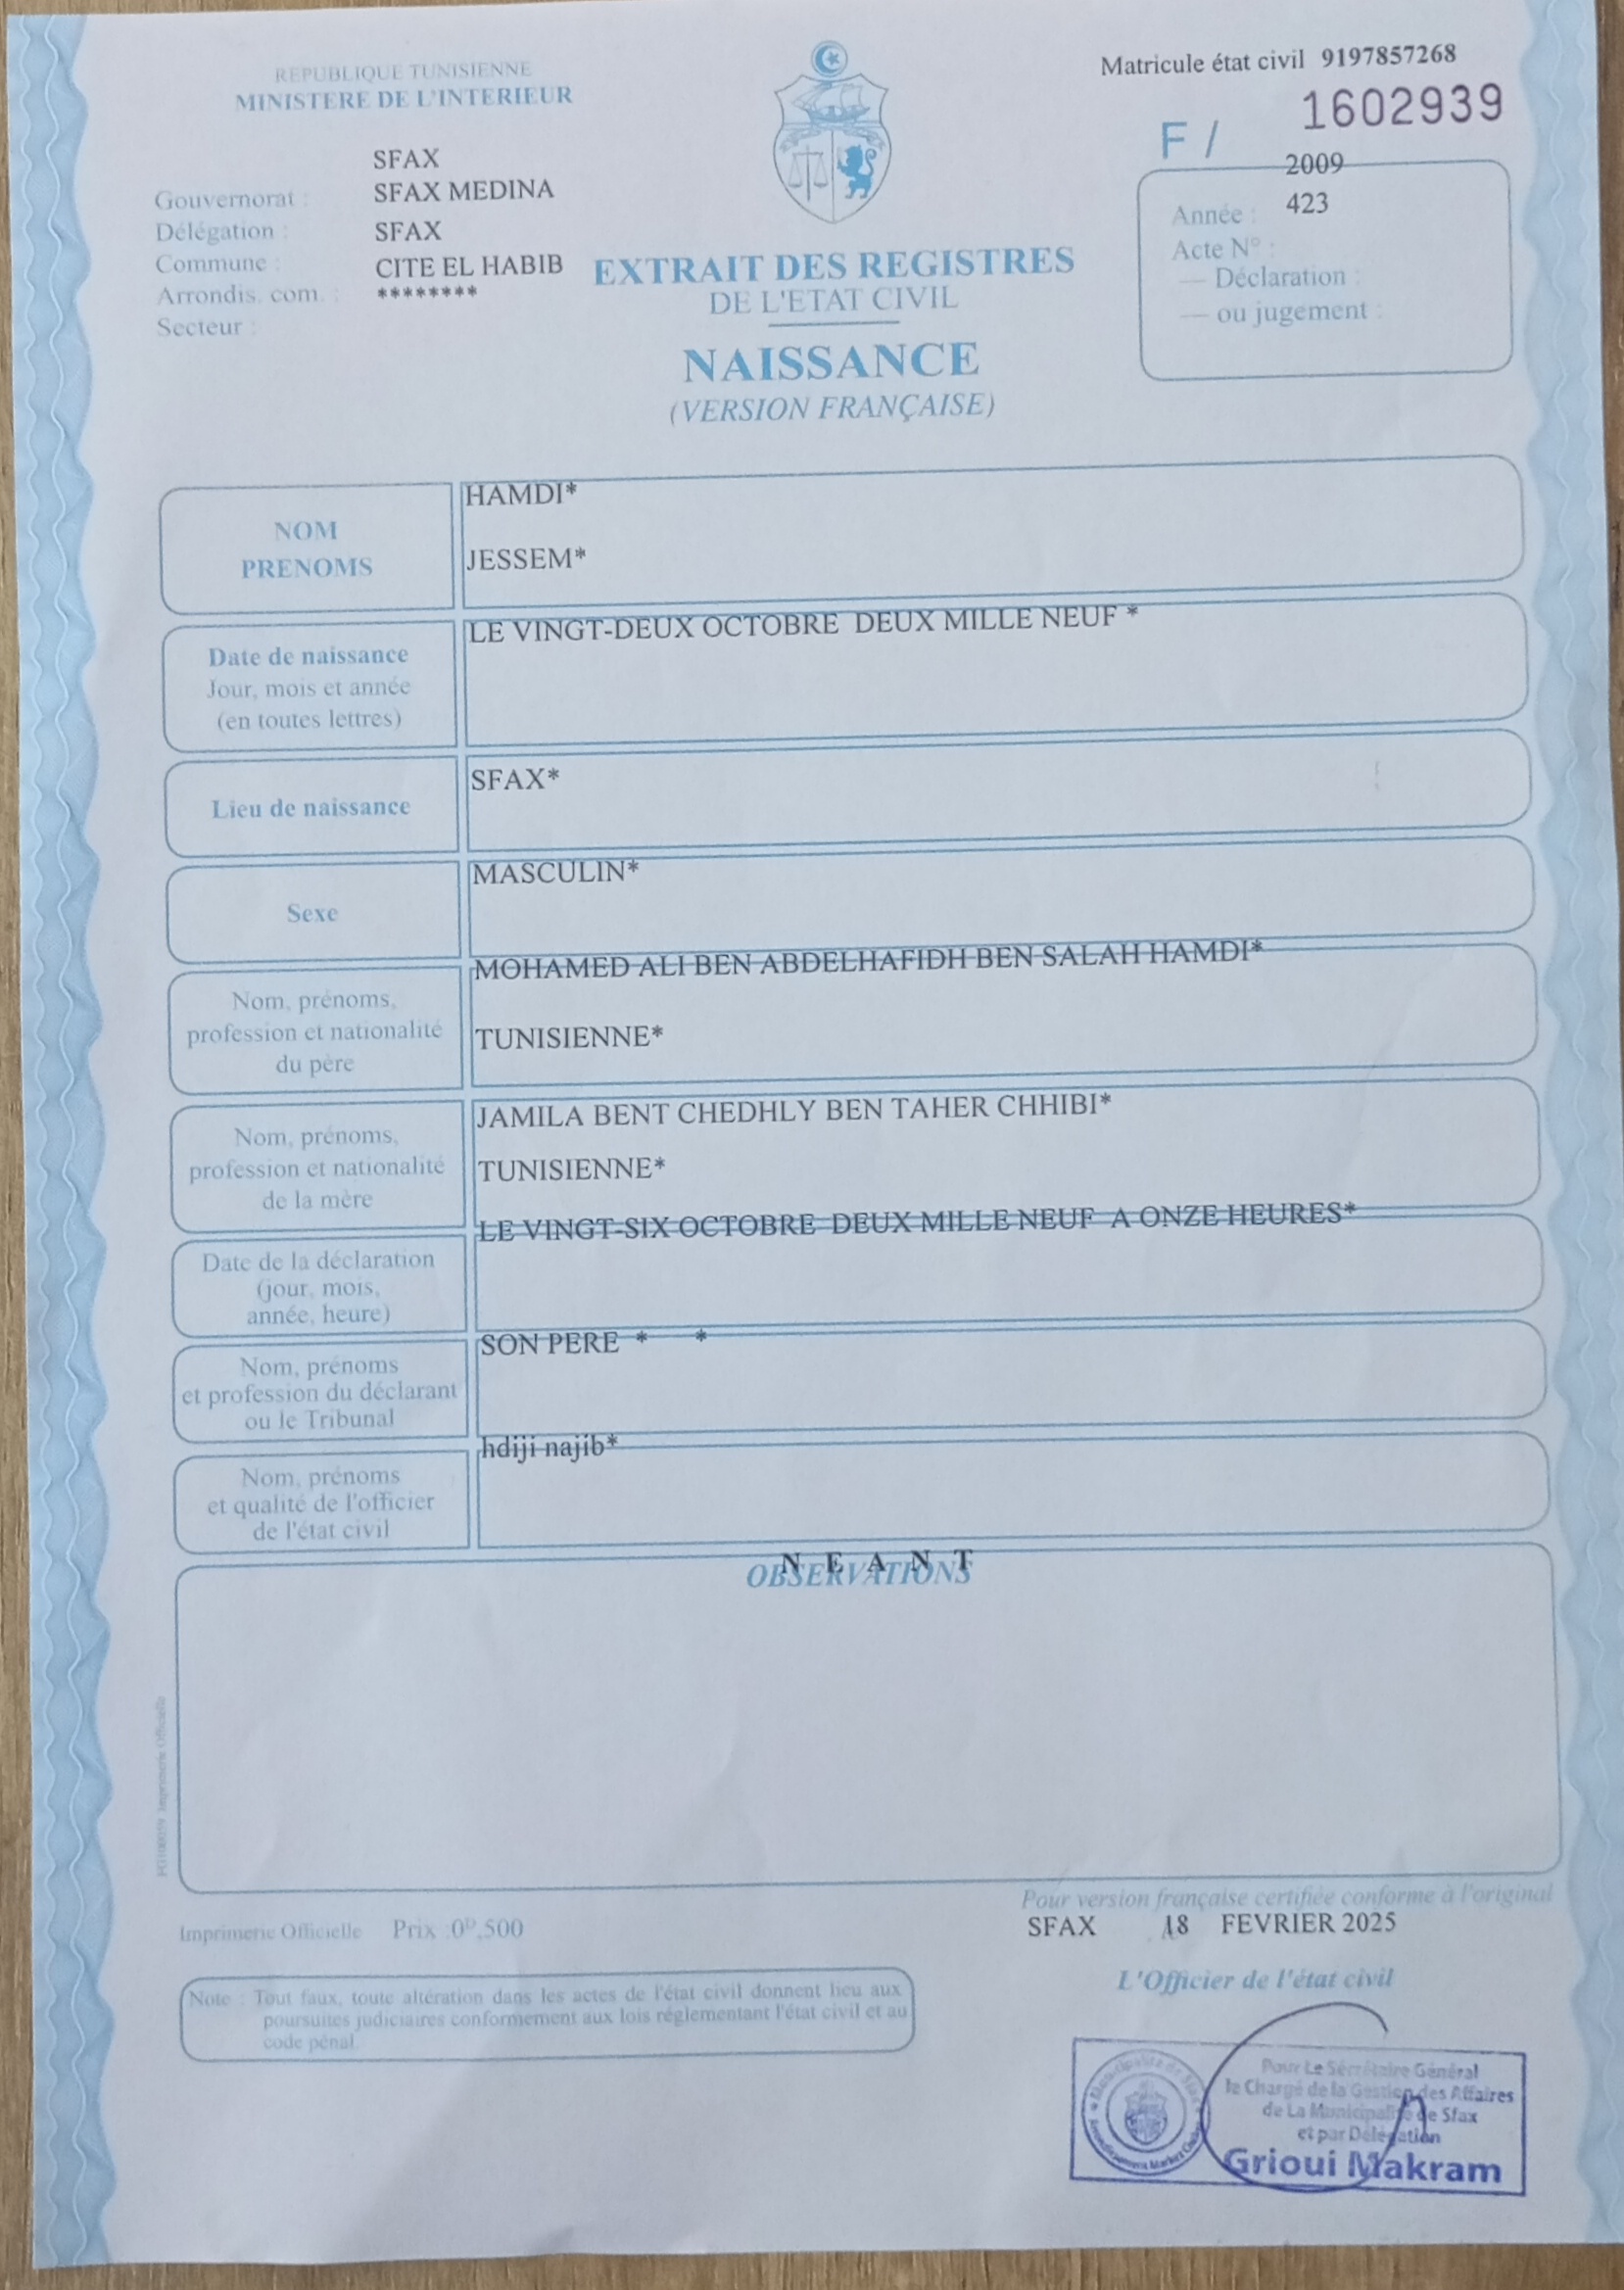 REPUBLIQUE TUNISIENNE
MINISTERE DE L'INTERIEUR
Matricule état civil 9197857268
F / 1602939
Gouvernorat : SFAX
Délégation : SFAX MEDINA
Commune : SFAX
Arrondis. com. : CITE EL HABIB
Secteur : ********
2009
Année : 423
Acte N° :
— Déclaration :
— ou jugement :
EXTRAIT DES REGISTRES
DE L'ETAT CIVIL
NAISSANCE
(VERSION FRANÇAISE)
NOM
PRENOMS
HAMDI*
JESSEM*
Date de naissance
Jour, mois et année
(en toutes lettres)
LE VINGT-DEUX OCTOBRE DEUX MILLE NEUF *
Lieu de naissance
SFAX*
Sexe
MASCULIN*
Nom, prénoms,
profession et nationalité
du père
MOHAMED ALI BEN ABDELHAFIDH BEN SALAH HAMDI*
TUNISIENNE*
Nom, prénoms,
profession et nationalité
de la mère
JAMILA BENT CHEDHLY BEN TAHER CHHIBI*
TUNISIENNE*
Date de la déclaration
(jour, mois,
année, heure)
LE VINGT-SIX OCTOBRE DEUX MILLE NEUF A ONZE HEURES*
Nom, prénoms
et profession du déclarant
ou le Tribunal
SON PERE * *
Nom, prénoms
et qualité de l'officier
de l'état civil
hdiji najib*
N E A N T
OBSERVATIONS
Imprimerie Officielle
Pour version française certifiée conforme à l'original
Imprimerie Officielle Prix :0ᴰ,500
SFAX 18 FEVRIER 2025
L'Officier de l'état civil
Note : Tout faux, toute altération dans les actes de l'état civil donnent lieu aux
poursuites judiciaires conformement aux lois réglementant l'état civil et au
code pénal.
Municipalité de Sfax
Pour Le Sécrétaire Général
le Chargé de la Gestion des Affaires
de La Municipalité de Sfax
et par Délégation
Grioui Makram